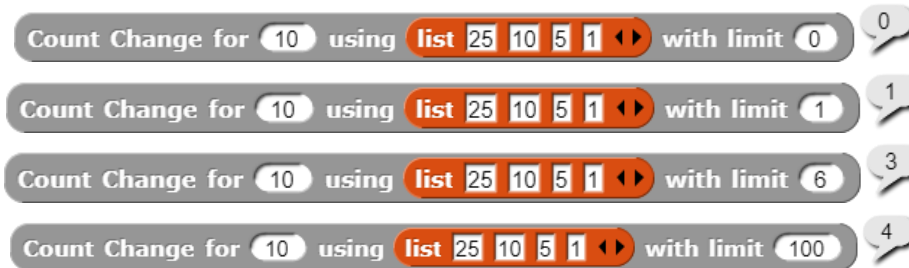 Count Change for 10 using list 25 10 5 1 with limit 0 0
Count Change for 10 using list 25 10 5 1 with limit 1 1
Count Change for 10 using list 25 10 5 1 with limit 6 3
Count Change for 10 using list 25 10 5 1 with limit 100 4